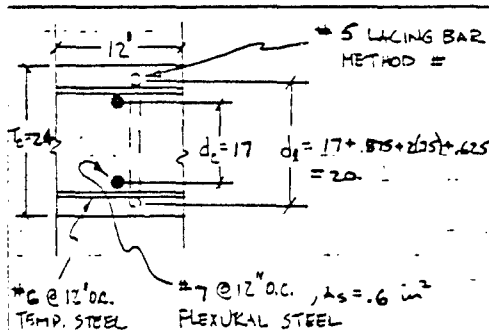 12"
# 5 LACING BAR
METHOD #
Tc=24
dc=17
dl= 17+.875+2(.75)+.625
= 20.
#6 @ 12" O.C.
TEMP. STEEL
#7 @ 12" O.C. , As=.6 in²
FLEXURAL STEEL